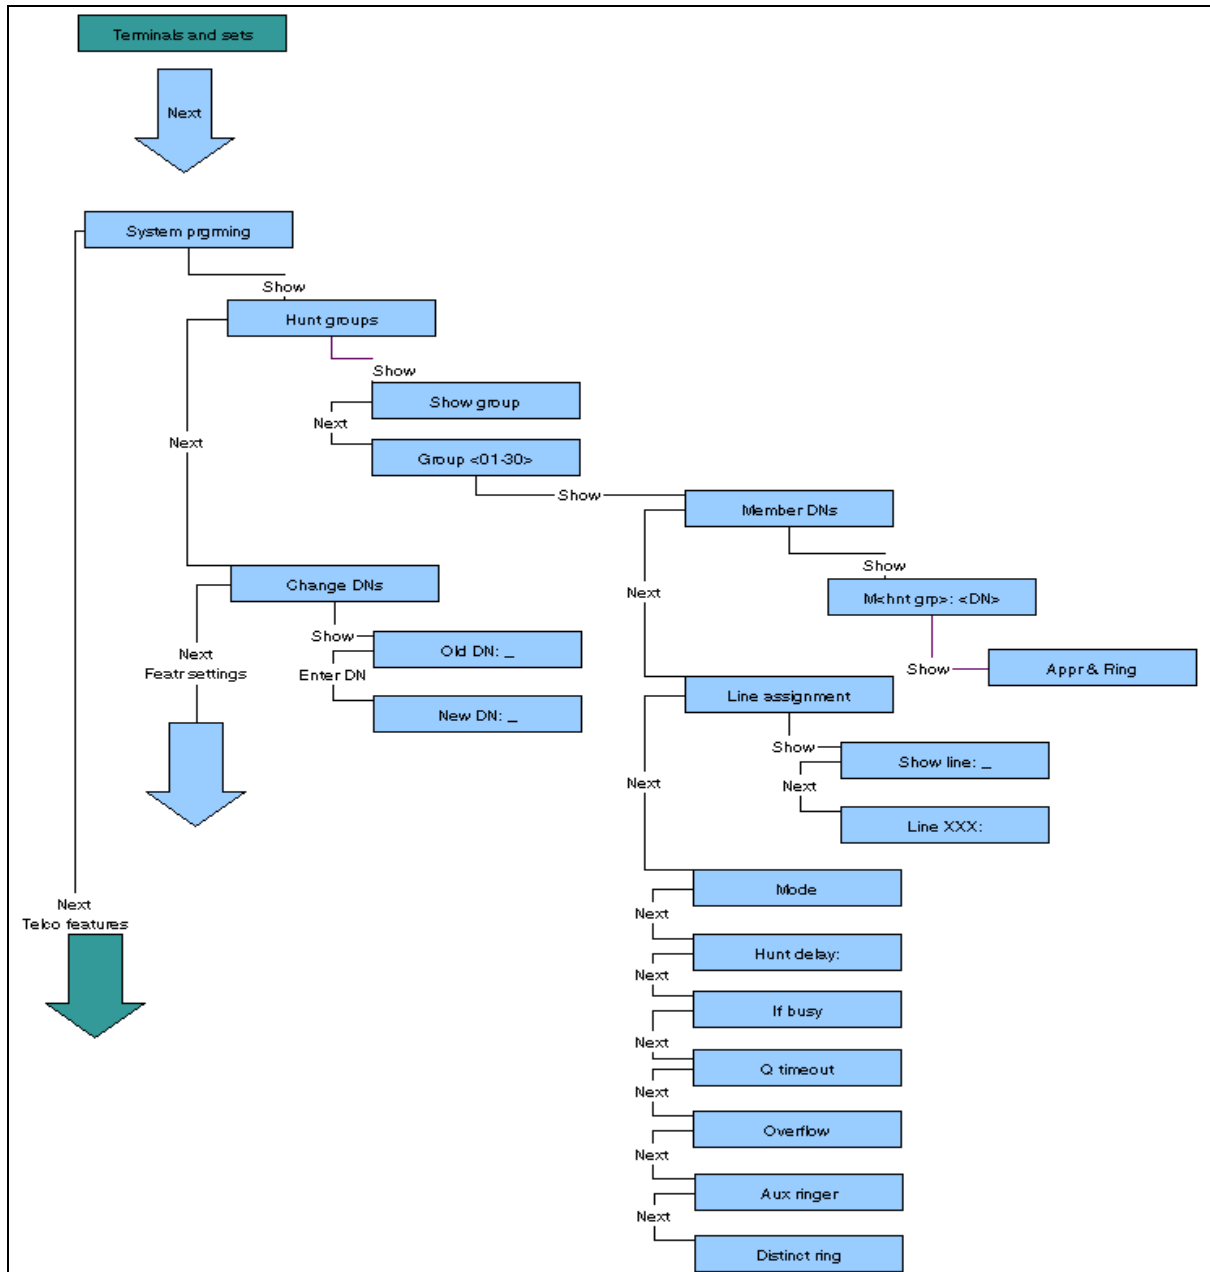 Terminals and sets
Next
System prgrming
Show
Hunt groups
Show
Show group
Next
Next
Group <01-30>
Show
Member DNs
Show
Change DNs
Next
M<hnt grp>: <DN>
Show
Old DN: _
Next
Featr settings
Enter DN
Show
Appr & Ring
Line assignment
New DN: _
Show
Show line: _
Next
Next
Line XXX:
Mode
Next
Telco features
Next
Hunt delay:
Next
If busy
Next
Q timeout
Next
Overflow
Next
Aux ringer
Next
Distinct ring